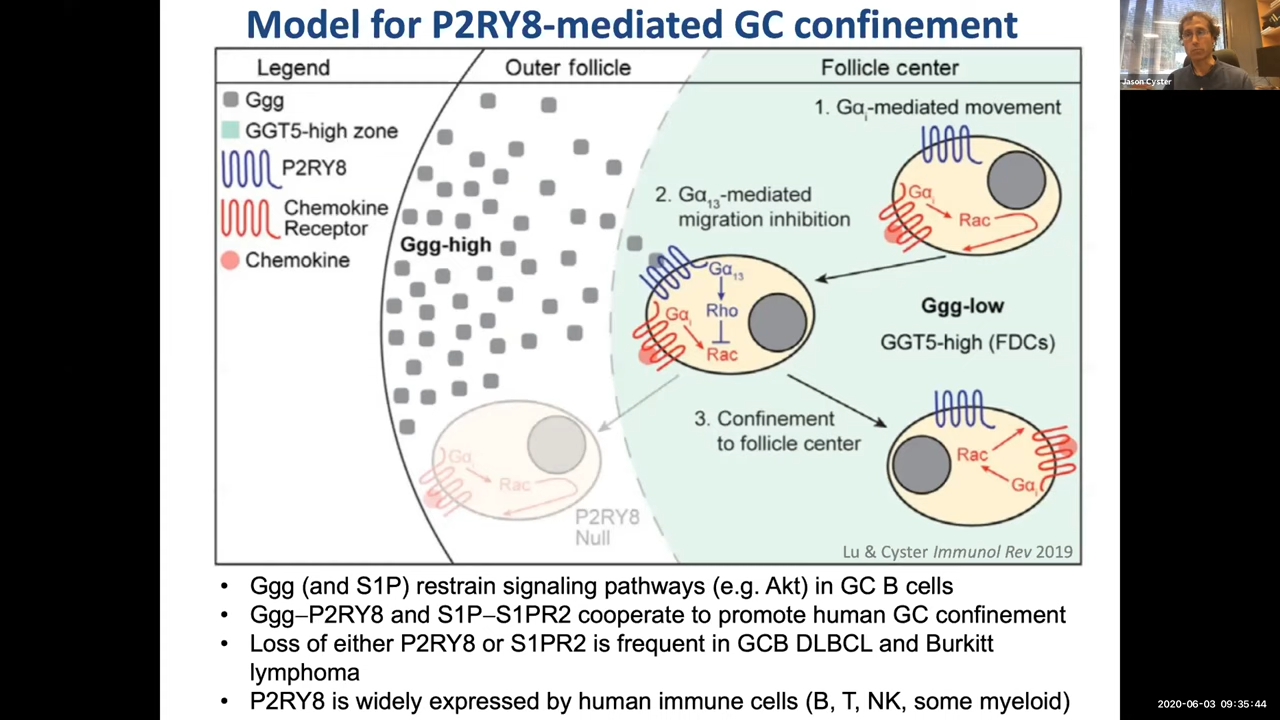 Model for P2RY8-mediated GC confinement
Legend
Outer follicle
Follicle center
Ggg
GGT5-high zone
P2RY8
Chemokine
Receptor
Chemokine
Ggg-high
1. Gαi-mediated movement
Gαi
Rac
2. Gα13-mediated
migration inhibition
Gα13
Rho
Gαi
Rac
Ggg-low
GGT5-high (FDCs)
3. Confinement
to follicle center
Rac
Gαi
Gαi
Rac
P2RY8
Null
Lu & Cyster Immunol Rev 2019
• Ggg (and S1P) restrain signaling pathways (e.g. Akt) in GC B cells
• Ggg–P2RY8 and S1P–S1PR2 cooperate to promote human GC confinement
• Loss of either P2RY8 or S1PR2 is frequent in GCB DLBCL and Burkitt
lymphoma
• P2RY8 is widely expressed by human immune cells (B, T, NK, some myeloid)
Jason Cyster
2020-06-03 09:35:44